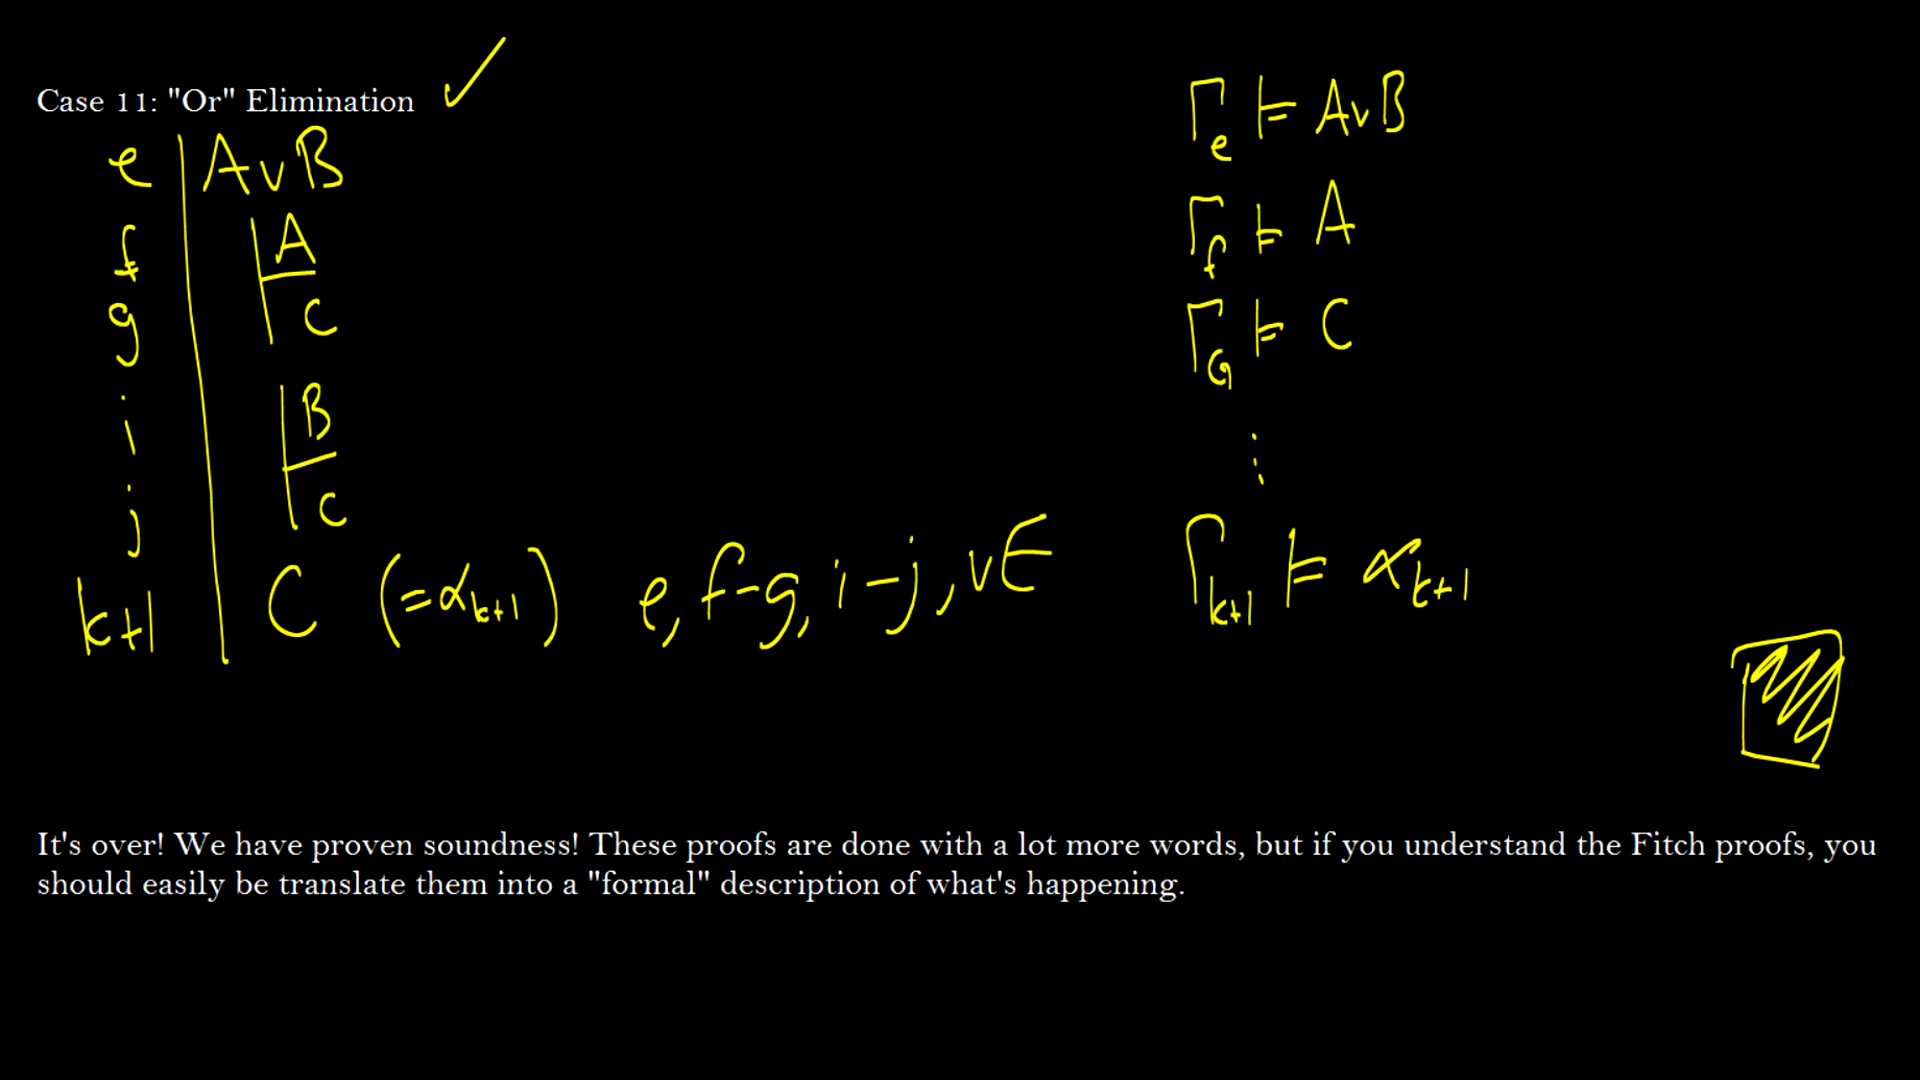 Case 11: "Or" Elimination ✓
e | A∨B
f | A
g | C
i | B
j | C
k+1 | C (=α_{k+1}) e, f-g, i-j, ∨E
Γ_e ⊨ A∨B
Γ_f ⊨ A
Γ_G ⊨ C
⋮
Γ_{k+1} ⊨ α_{k+1}
It's over! We have proven soundness! These proofs are done with a lot more words, but if you understand the Fitch proofs, you
should easily be translate them into a "formal" description of what's happening.